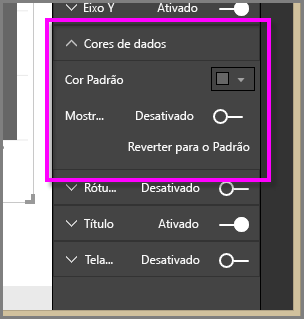 Eixo Y Ativado
Cores de dados
Cor Padrão
Mostr... Desativado
Reverter para o Padrão
Rótu... Desativado
Título Ativado
Tela... Desativado